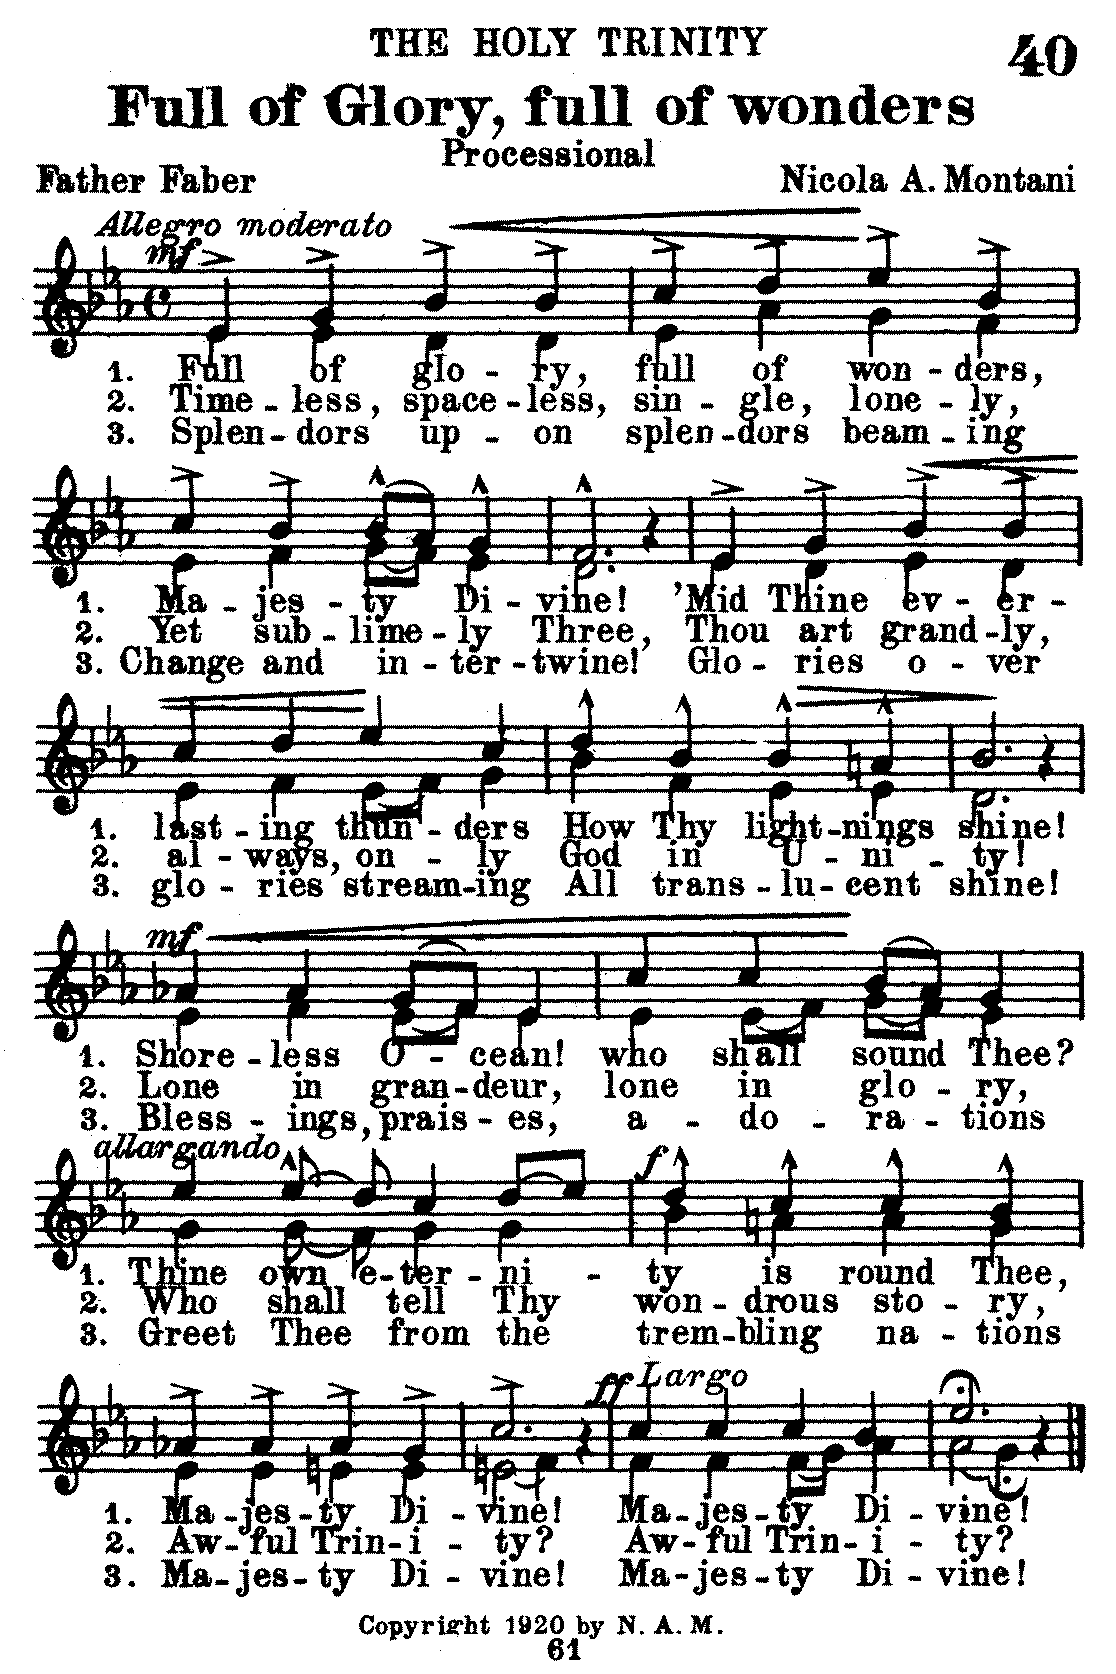 THE HOLY TRINITY
40
Full of Glory, full of wonders
Processional
Father Faber
Nicola A. Montani
Allegro moderato
mf
1. Full of glo - ry, full of won - ders,
2. Time - less, space - less, sin - gle, lone - ly,
3. Splen - dors up - on splen - dors beam - ing
1. Ma - jes - ty Di - vine! 'Mid Thine ev - er -
2. Yet sub - lime - ly Three, Thou art grand - ly,
3. Change and in - ter - twine! Glo - ries o - ver
1. last - ing thun - ders How Thy light - nings shine!
2. al - ways, on - ly God in U - ni - ty!
3. glo - ries stream - ing All trans - lu - cent shine!
mf
1. Shore - less O - cean! who shall sound Thee?
2. Lone in gran - deur, lone in glo - ry,
3. Bless - ings, prais - es, a - do - ra - tions
allargando
f
1. Thine own e - ter - ni - ty is round Thee,
2. Who shall tell Thy won - drous sto - ry,
3. Greet Thee from the trem - bling na - tions
ff Largo
1. Ma - jes - ty Di - vine! Ma - jes - ty Di - vine!
2. Aw - ful Trin - i - ty? Aw - ful Trin - i - ty?
3. Ma - jes - ty Di - vine! Ma - jes - ty Di - vine!
Copyright 1920 by N. A. M.
61